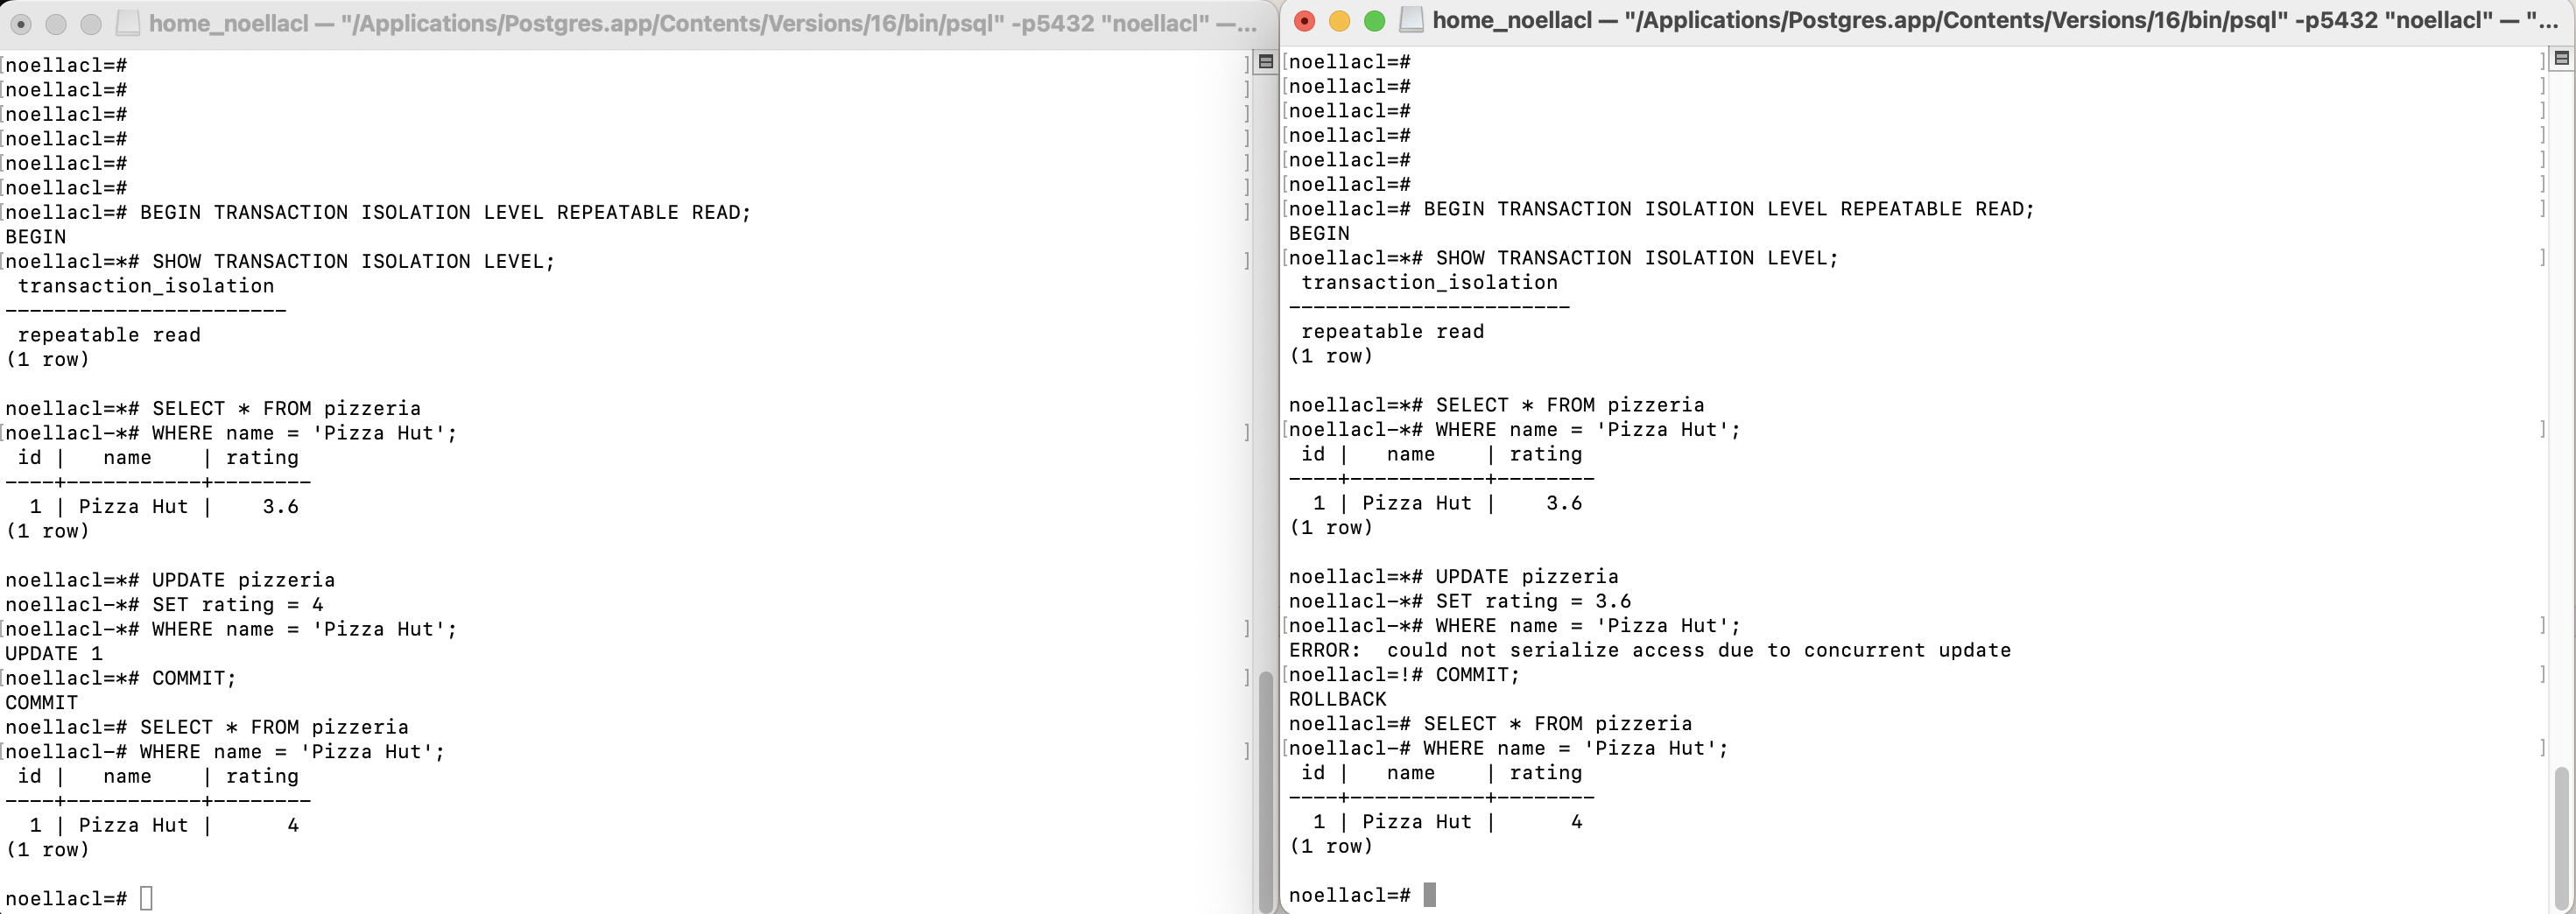 home_noellacl — "/Applications/Postgres.app/Contents/Versions/16/bin/psql" -p5432 "noellacl" —...
[noellacl=# ]
[noellacl=# ]
[noellacl=# ]
[noellacl=# ]
[noellacl=# ]
[noellacl=# ]
[noellacl=# BEGIN TRANSACTION ISOLATION LEVEL REPEATABLE READ; ]
BEGIN
[noellacl=*# SHOW TRANSACTION ISOLATION LEVEL; ]
 transaction_isolation
-----------------------
 repeatable read
(1 row)
noellacl=*# SELECT * FROM pizzeria
[noellacl-*# WHERE name = 'Pizza Hut'; ]
 id |   name    | rating
----+-----------+--------
  1 | Pizza Hut |    3.6
(1 row)
noellacl=*# UPDATE pizzeria
noellacl-*# SET rating = 4
[noellacl-*# WHERE name = 'Pizza Hut'; ]
UPDATE 1
[noellacl=*# COMMIT; ]
COMMIT
noellacl=# SELECT * FROM pizzeria
[noellacl-# WHERE name = 'Pizza Hut'; ]
 id |   name    | rating
----+-----------+--------
  1 | Pizza Hut |      4
(1 row)
noellacl=#
home_noellacl — "/Applications/Postgres.app/Contents/Versions/16/bin/psql" -p5432 "noellacl" — "...
[noellacl=# ]
[noellacl=# ]
[noellacl=# ]
[noellacl=# ]
[noellacl=# ]
[noellacl=# ]
[noellacl=# BEGIN TRANSACTION ISOLATION LEVEL REPEATABLE READ; ]
BEGIN
[noellacl=*# SHOW TRANSACTION ISOLATION LEVEL; ]
 transaction_isolation
-----------------------
 repeatable read
(1 row)
noellacl=*# SELECT * FROM pizzeria
[noellacl-*# WHERE name = 'Pizza Hut'; ]
 id |   name    | rating
----+-----------+--------
  1 | Pizza Hut |    3.6
(1 row)
noellacl=*# UPDATE pizzeria
noellacl-*# SET rating = 3.6
[noellacl-*# WHERE name = 'Pizza Hut'; ]
ERROR:  could not serialize access due to concurrent update
[noellacl=!# COMMIT; ]
ROLLBACK
noellacl=# SELECT * FROM pizzeria
[noellacl-# WHERE name = 'Pizza Hut'; ]
 id |   name    | rating
----+-----------+--------
  1 | Pizza Hut |      4
(1 row)
noellacl=#